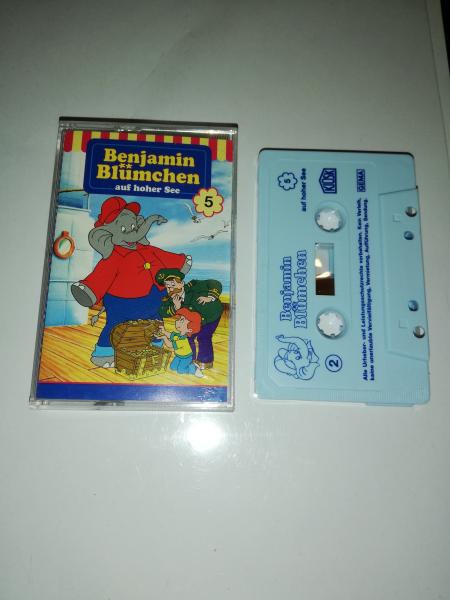 Benjamin
Blümchen
auf hoher See
5
5
auf hoher See
KIOSK
GEMA
Benjamin
Blümchen
2
Alle Urheber- und Leistungsschutzrechte vorbehalten. Kein Verleih,
keine unerlaubte Vervielfältigung, Vermietung, Aufführung, Sendung.